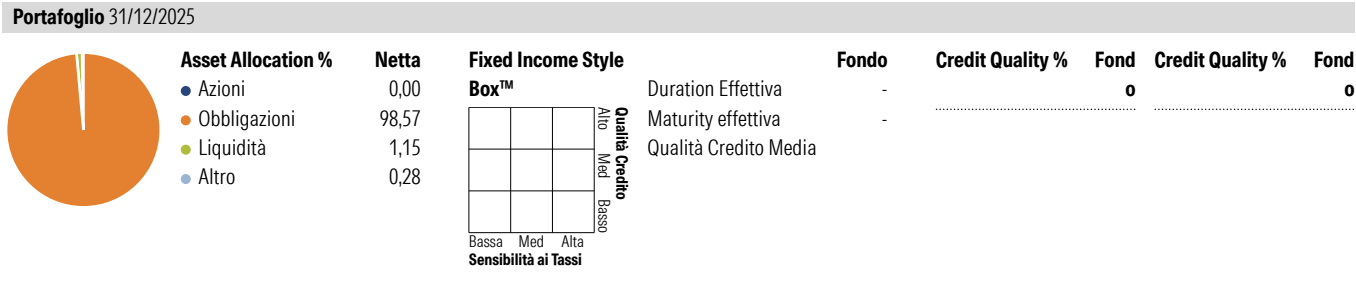 Portafoglio 31/12/2025
Asset Allocation % Netta
Azioni 0,00
Obbligazioni 98,57
Liquidità 1,15
Altro 0,28
Fixed Income Style
Box™
Alto Med Basso
Qualità Credito
Bassa Med Alta
Sensibilità ai Tassi
Fondo
Duration Effettiva -
Maturity effettiva -
Qualità Credito Media
Credit Quality % Fond
o
Credit Quality % Fond
o